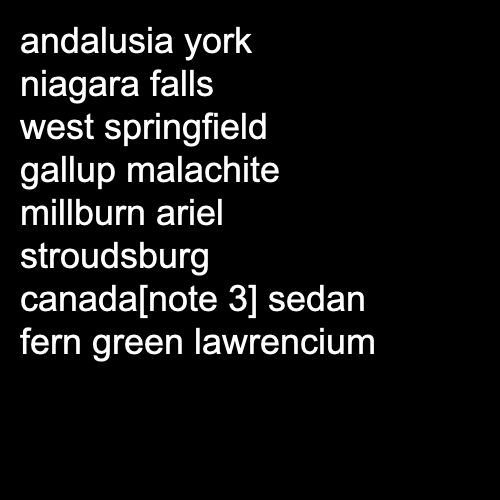 andalusia york
niagara falls
west springfield
gallup malachite
millburn ariel
stroudsburg
canada[note 3] sedan
fern green lawrencium